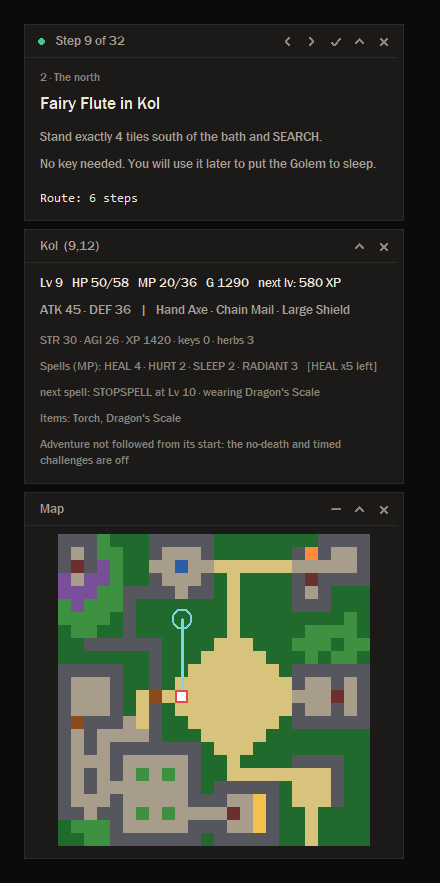 Step 9 of 32
2 · The north
Fairy Flute in Kol
Stand exactly 4 tiles south of the bath and SEARCH.
No key needed. You will use it later to put the Golem to sleep.
Route: 6 steps
Kol (9,12)
Lv 9 HP 50/58 MP 20/36 G 1290 next lv: 580 XP
ATK 45 · DEF 36 | Hand Axe · Chain Mail · Large Shield
STR 30 · AGI 26 · XP 1420 · keys 0 · herbs 3
Spells (MP): HEAL 4 · HURT 2 · SLEEP 2 · RADIANT 3 [HEAL x5 left]
next spell: STOPSPELL at Lv 10 · wearing Dragon's Scale
Items: Torch, Dragon's Scale
Adventure not followed from its start: the no-death and timed
challenges are off
Map